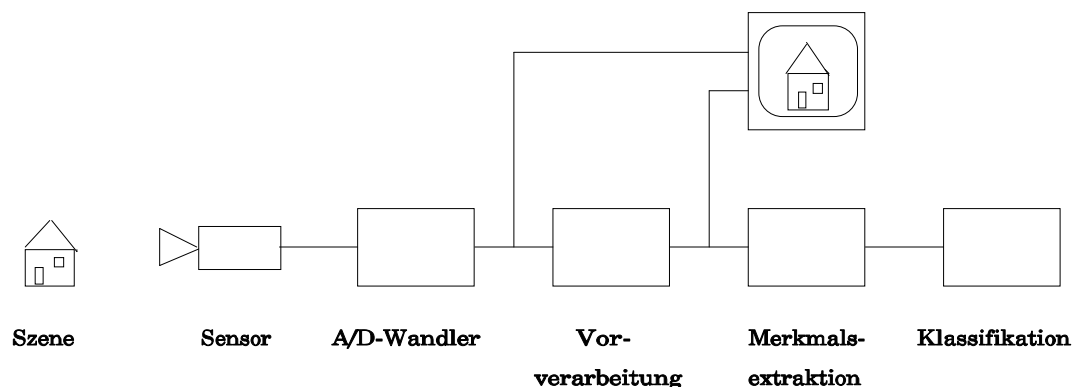 Szene
Sensor
A/D-Wandler
Vor-
verarbeitung
Merkmals-
extraktion
Klassifikation